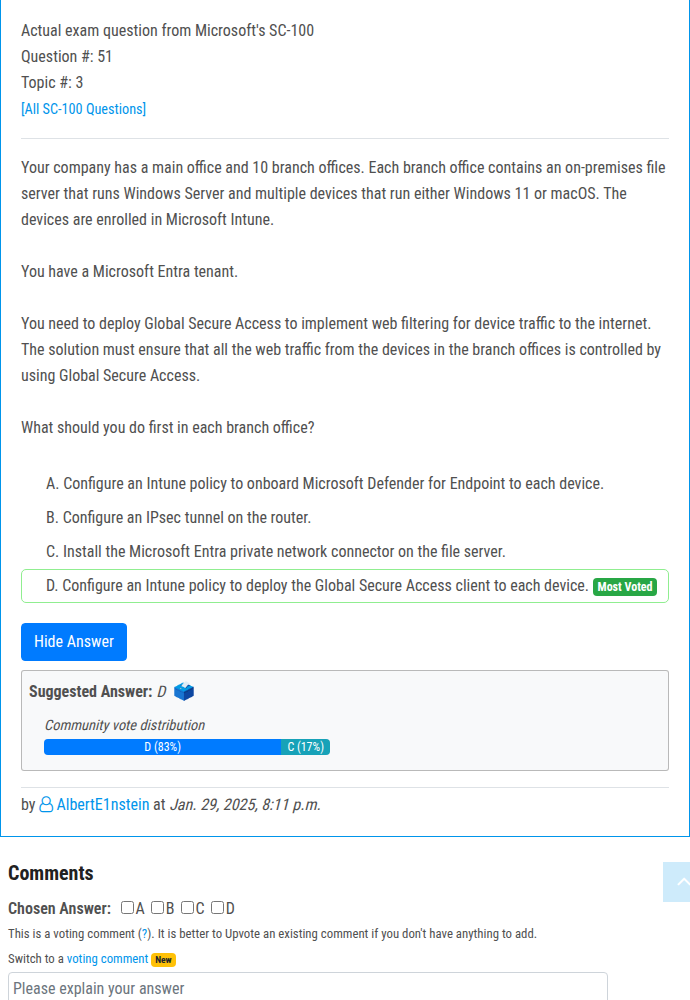 Actual exam question from Microsoft's SC-100
Question #: 51
Topic #: 3
[All SC-100 Questions]
Your company has a main office and 10 branch offices. Each branch office contains an on-premises file
server that runs Windows Server and multiple devices that run either Windows 11 or macOS. The
devices are enrolled in Microsoft Intune.
You have a Microsoft Entra tenant.
You need to deploy Global Secure Access to implement web filtering for device traffic to the internet.
The solution must ensure that all the web traffic from the devices in the branch offices is controlled by
using Global Secure Access.
What should you do first in each branch office?
A. Configure an Intune policy to onboard Microsoft Defender for Endpoint to each device.
B. Configure an IPsec tunnel on the router.
C. Install the Microsoft Entra private network connector on the file server.
D. Configure an Intune policy to deploy the Global Secure Access client to each device. Most Voted
Hide Answer
Suggested Answer: D
Community vote distribution
D (83%) C (17%)
by AlbertE1nstein at Jan. 29, 2025, 8:11 p.m.
Comments
Chosen Answer: A B C D
This is a voting comment (?). It is better to Upvote an existing comment if you don't have anything to add.
Switch to a voting comment New
Please explain your answer